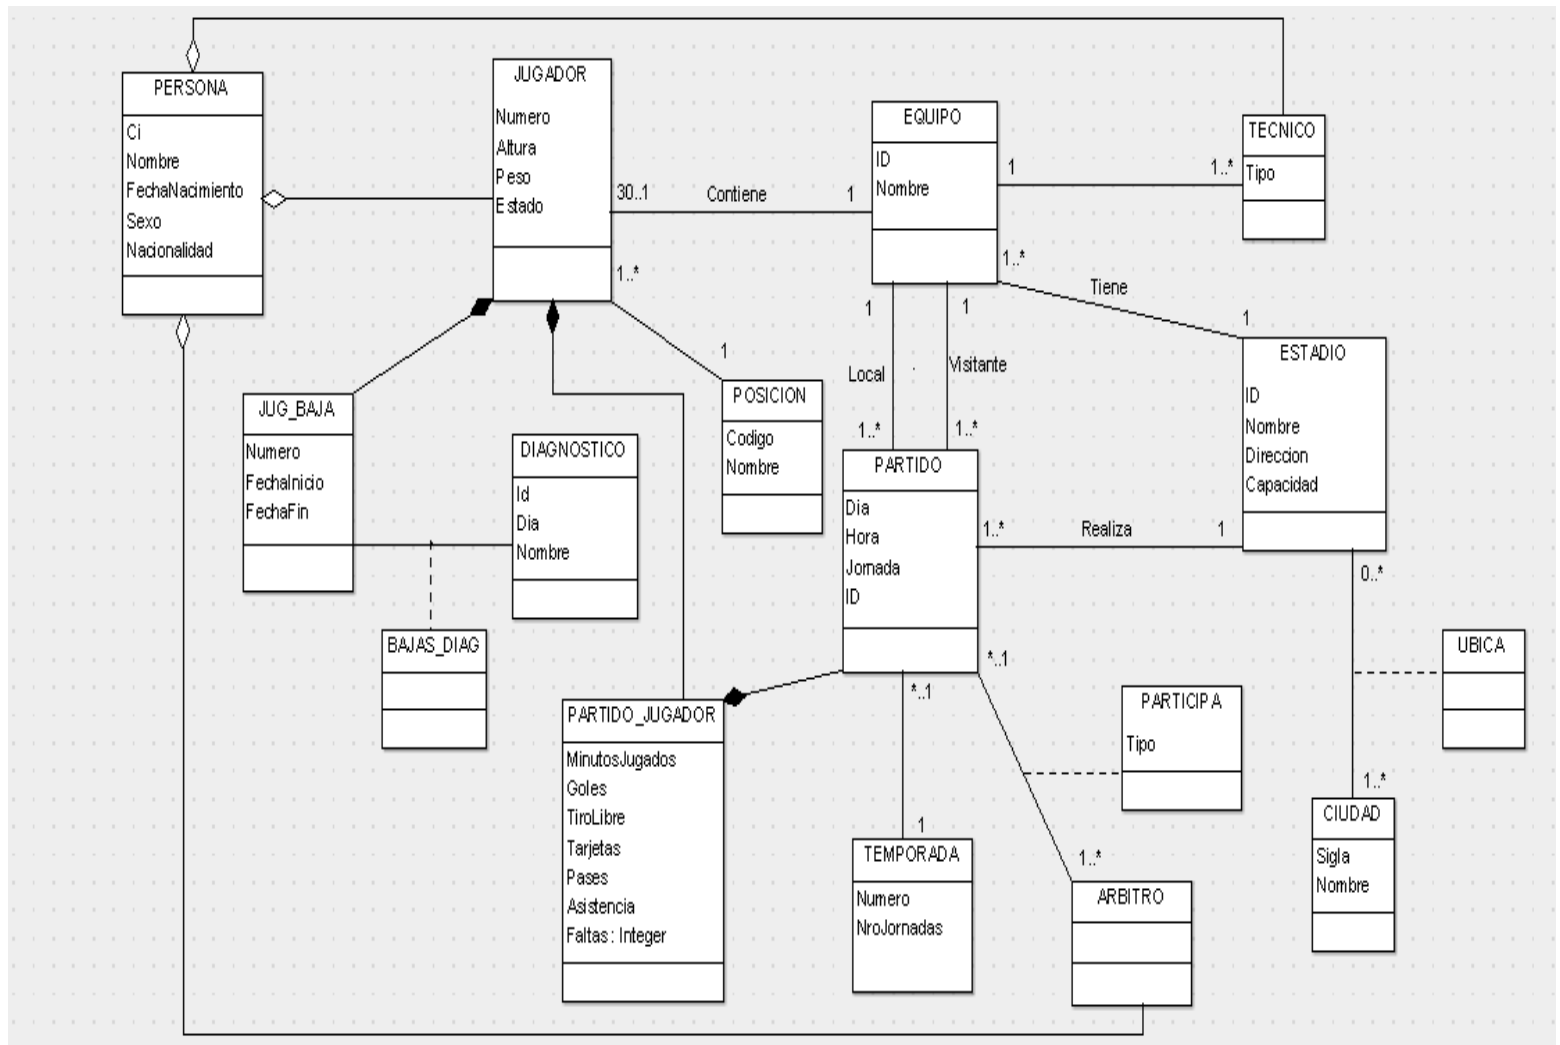 PERSONA
Ci
Nombre
FechaNacimiento
Sexo
Nacionalidad
JUGADOR
Numero
Altura
Peso
Estado
30..1
Contiene
1
1..*
EQUIPO
ID
Nombre
1
1..*
TECNICO
Tipo
1..*
Tiene
1
1
1
Local
Visitante
1..*
1..*
ESTADIO
ID
Nombre
Direccion
Capacidad
1
POSICION
Codigo
Nombre
JUG_BAJA
Numero
FechaInicio
FechaFin
DIAGNOSTICO
Id
Dia
Nombre
BAJAS_DIAG
PARTIDO
Dia
Hora
Jornada
ID
1..*
Realiza
1
0..*
UBICA
1..*
CIUDAD
Sigla
Nombre
*..1
*..1
PARTICIPA
Tipo
PARTIDO_JUGADOR
MinutosJugados
Goles
TiroLibre
Tarjetas
Pases
Asistencia
Faltas : Integer
1
TEMPORADA
Numero
NroJornadas
1..*
ARBITRO